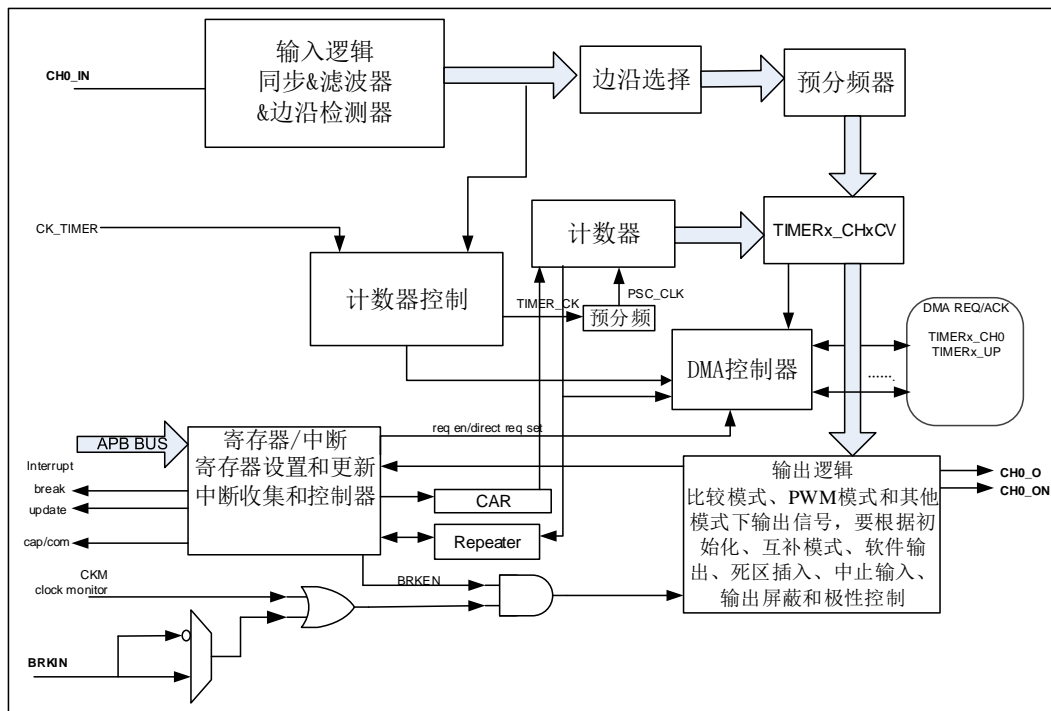 CH0_IN
输入逻辑
同步&滤波器
&边沿检测器
边沿选择
预分频器
CK_TIMER
计数器控制
TIMER_CK
计数器
PSC_CLK
预分频
TIMERx_CHxCV
DMA控制器
DMA REQ/ACK
TIMERx_CH0
TIMERx_UP
.......
APB BUS
寄存器/中断
寄存器设置和更新
中断收集和控制器
req en/direct req set
Interrupt
break
update
cap/com
CAR
Repeater
输出逻辑
比较模式、PWM模式和其他
模式下输出信号，要根据初
始化、互补模式、软件输
出、死区插入、中止输入、
输出屏蔽和极性控制
CH0_O
CH0_ON
CKM
clock monitor
BRKEN
BRKIN